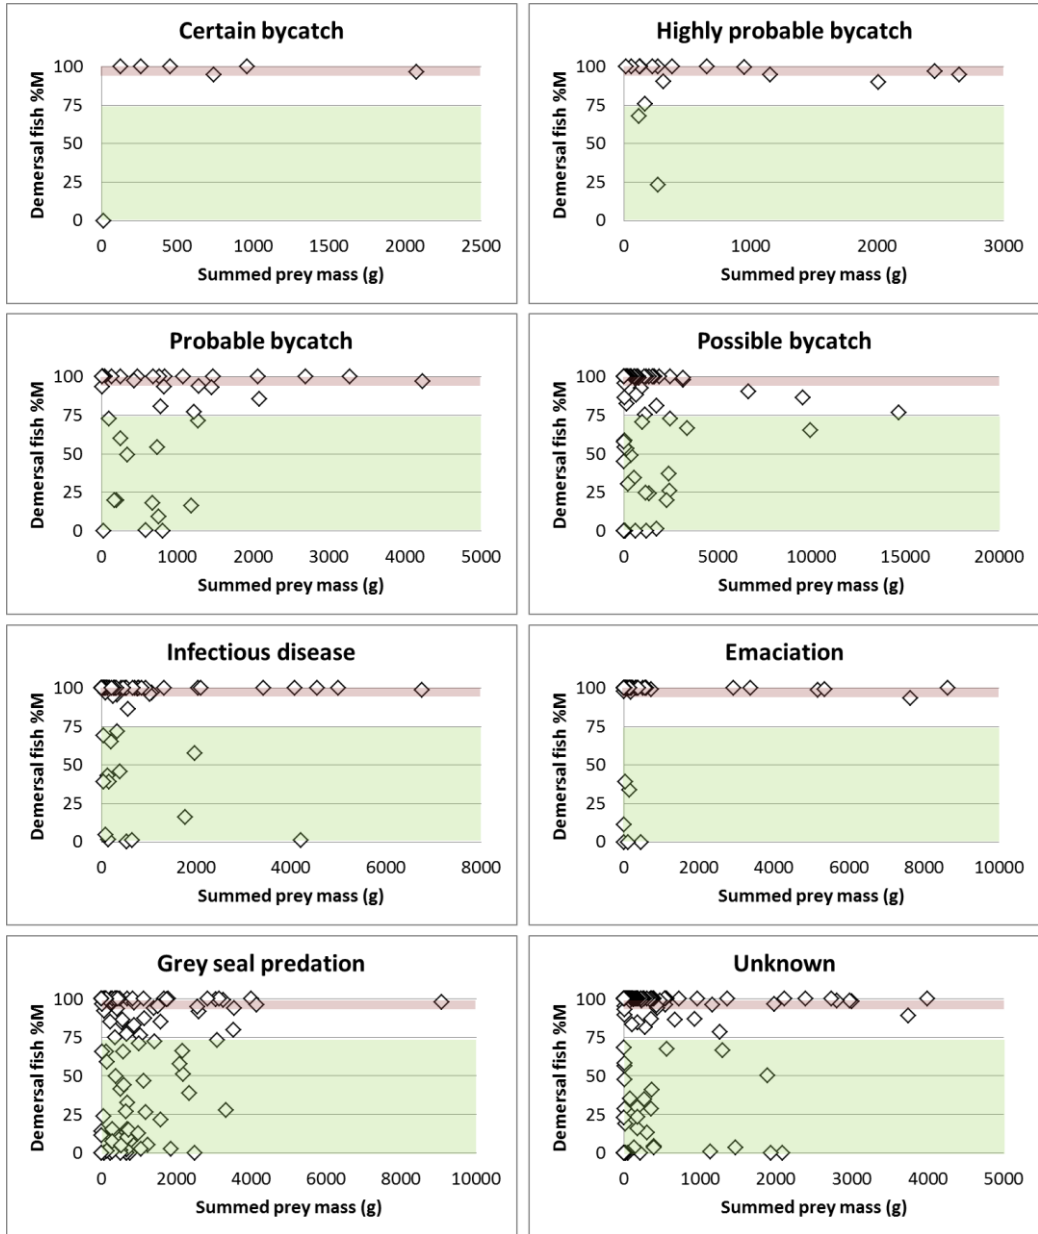 Certain bycatch
Demersal fish %M
100
75
50
25
0
0 500 1000 1500 2000 2500
Summed prey mass (g)
Highly probable bycatch
Demersal fish %M
100
75
50
25
0
0 1000 2000 3000
Summed prey mass (g)
Probable bycatch
Demersal fish %M
100
75
50
25
0
0 1000 2000 3000 4000 5000
Summed prey mass (g)
Possible bycatch
Demersal fish %M
100
75
50
25
0
0 5000 10000 15000 20000
Summed prey mass (g)
Infectious disease
Demersal fish %M
100
75
50
25
0
0 2000 4000 6000 8000
Summed prey mass (g)
Emaciation
Demersal fish %M
100
75
50
25
0
0 2000 4000 6000 8000 10000
Summed prey mass (g)
Grey seal predation
Demersal fish %M
100
75
50
25
0
0 2000 4000 6000 8000 10000
Summed prey mass (g)
Unknown
Demersal fish %M
100
75
50
25
0
0 1000 2000 3000 4000 5000
Summed prey mass (g)